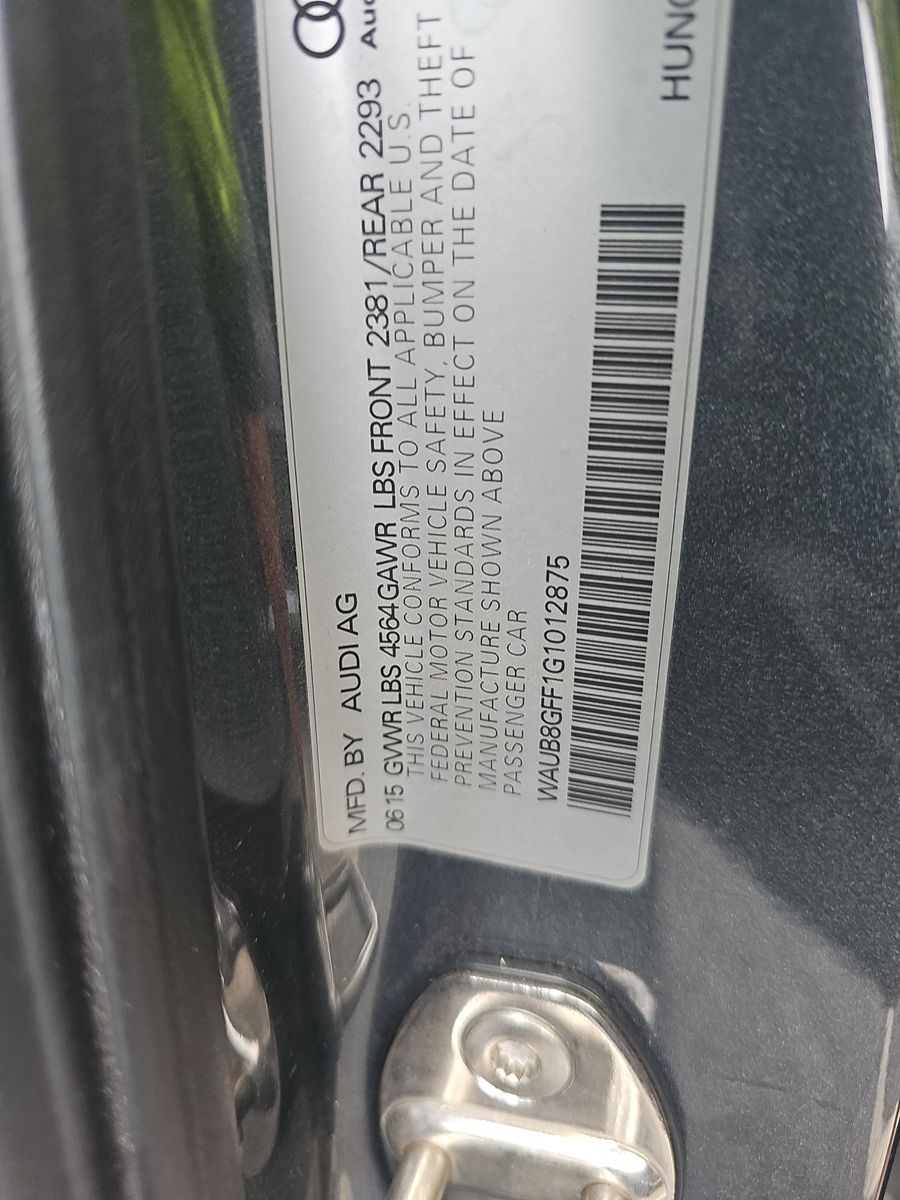 MFD. BY AUDI AG
06 15 GVWR LBS 4564 GAWR LBS FRONT 2381/REAR 2293
THIS VEHICLE CONFORMS TO ALL APPLICABLE U.S.
FEDERAL MOTOR VEHICLE SAFETY, BUMPER AND THEFT
PREVENTION STANDARDS IN EFFECT ON THE DATE OF
MANUFACTURE SHOWN ABOVE
PASSENGER CAR
WAUB8GFF1G1012875